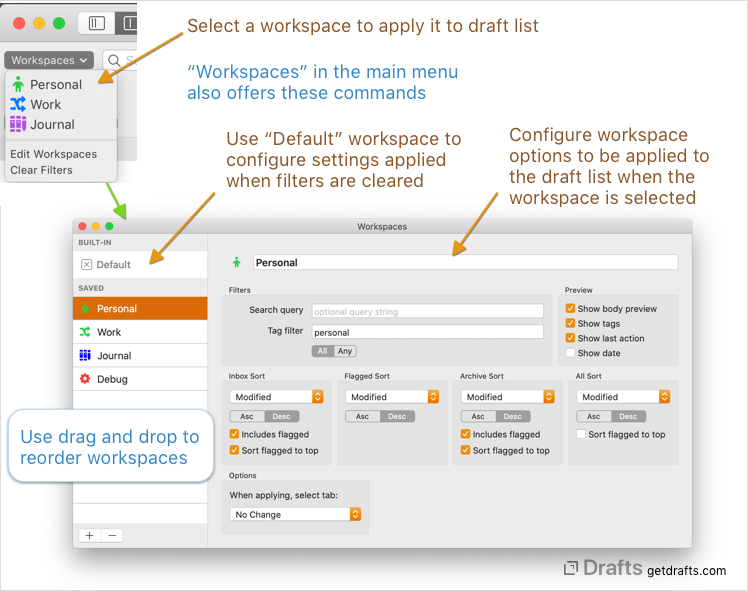 Select a workspace to apply it to draft list
Workspaces
Personal
Work
Journal
Edit Workspaces
Clear Filters
“Workspaces” in the main menu
also offers these commands
Use “Default” workspace to
configure settings applied
when filters are cleared
Configure workspace
options to be applied to
the draft list when the
workspace is selected
Workspaces
BUILT-IN
Default
SAVED
Personal
Work
Journal
Debug
Personal
Filters
Search query
optional query string
Tag filter
personal
All Any
Preview
Show body preview
Show tags
Show last action
Show date
Inbox Sort
Modified
Asc Desc
Includes flagged
Sort flagged to top
Flagged Sort
Modified
Asc Desc
Archive Sort
Modified
Asc Desc
Includes flagged
Sort flagged to top
All Sort
Modified
Asc Desc
Sort flagged to top
Options
When applying, select tab:
No Change
Use drag and drop to
reorder workspaces
Drafts getdrafts.com